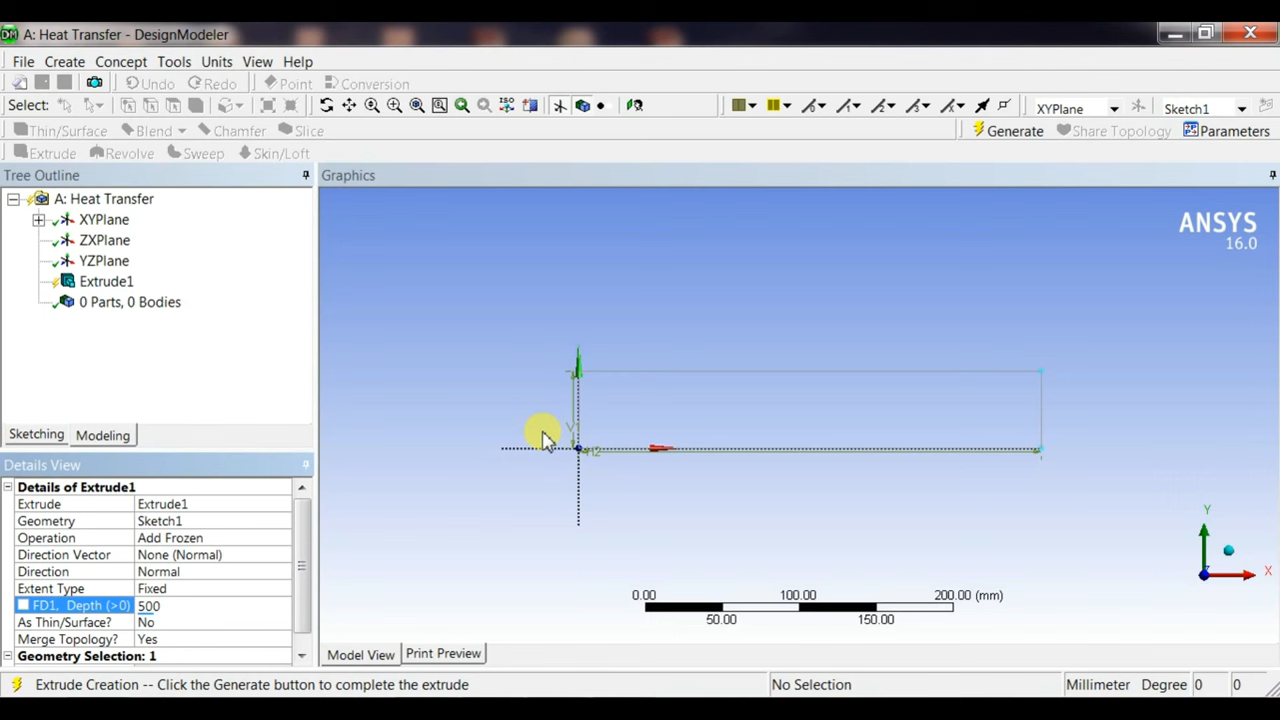 DM A: Heat Transfer - DesignModeler
File Create Concept Tools Units View Help
Undo Redo Point Conversion
Select: XYPlane Sketch1
Thin/Surface Blend Chamfer Slice Generate Share Topology Parameters
Extrude Revolve Sweep Skin/Loft
Tree Outline
Graphics
A: Heat Transfer
XYPlane
ZXPlane
YZPlane
Extrude1
0 Parts, 0 Bodies
Sketching Modeling
Details View
Details of Extrude1
Extrude Extrude1
Geometry Sketch1
Operation Add Frozen
Direction Vector None (Normal)
Direction Normal
Extent Type Fixed
FD1, Depth (>0) 500
As Thin/Surface? No
Merge Topology? Yes
Geometry Selection: 1
ANSYS
16.0
Y
X
0.00 100.00 200.00 (mm)
50.00 150.00
Model View Print Preview
Extrude Creation -- Click the Generate button to complete the extrude No Selection Millimeter Degree 0 0